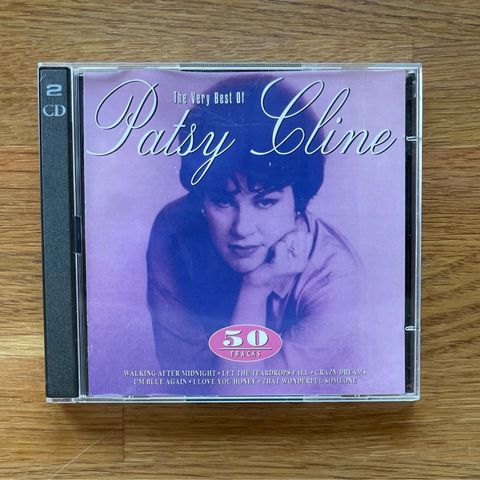 2
CD
The Very Best Of
Patsy Cline
50
TRACKS
WALKING AFTER MIDNIGHT • LET THE TEARDROPS FALL • CRAZY DREAMS
I'M BLUE AGAIN • I LOVE YOU HONEY • THAT WONDERFUL SOMEONE